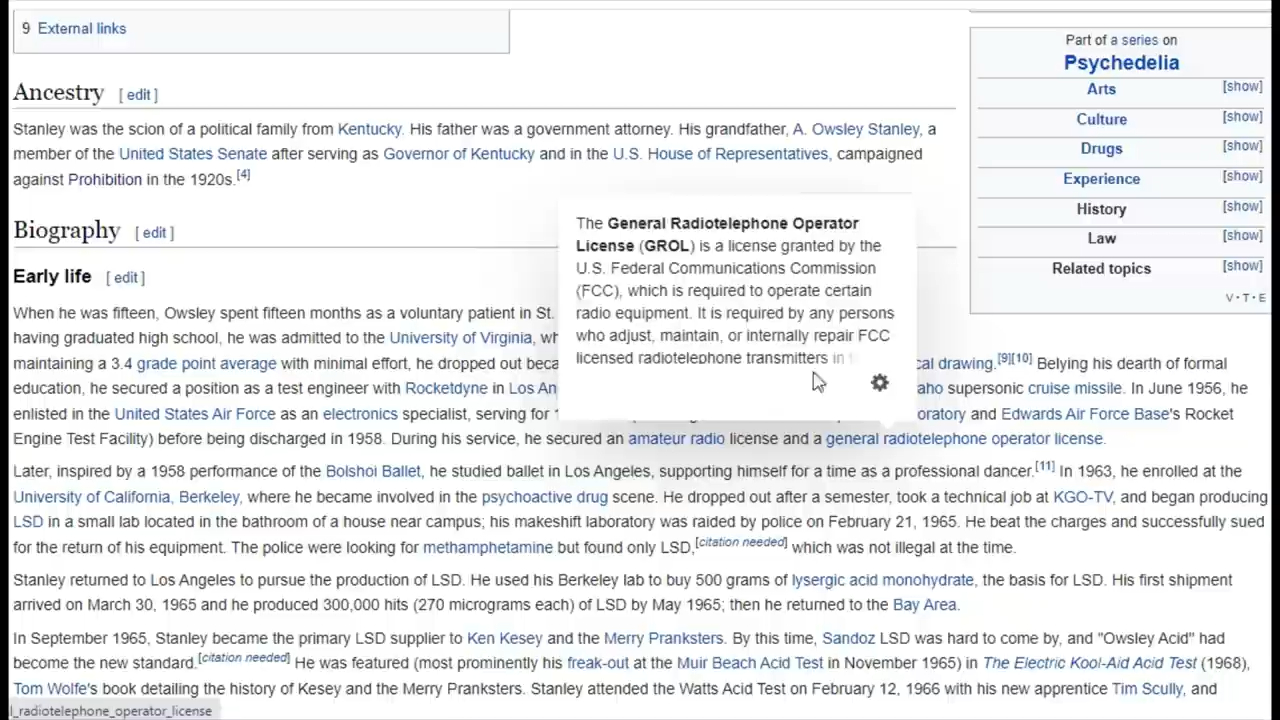 9 External links
Ancestry [ edit ]
Stanley was the scion of a political family from Kentucky. His father was a government attorney. His grandfather, A. Owsley Stanley, a
member of the United States Senate after serving as Governor of Kentucky and in the U.S. House of Representatives, campaigned
against Prohibition in the 1920s.[4]
Biography [ edit ]
Early life [ edit ]
When he was fifteen, Owsley spent fifteen months as a voluntary patient in St.
having graduated high school, he was admitted to the University of Virginia,
maintaining a 3.4 grade point average with minimal effort, he dropped out cal drawing.[9][10] Belying his dearth of formal
education, he secured a position as a test engineer with Rocketdyne in Los supersonic cruise missile. In June 1956, he
enlisted in the United States Air Force as an electronics specialist, serving for oratory and Edwards Air Force Base's Rocket
Engine Test Facility) before being discharged in 1958. During his service, he secured an amateur radio license and a general radiotelephone operator license.
Later, inspired by a 1958 performance of the Bolshoi Ballet, he studied ballet in Los Angeles, supporting himself for a time as a professional dancer.[11] In 1963, he enrolled at the
University of California, Berkeley, where he became involved in the psychoactive drug scene. He dropped out after a semester, took a technical job at KGO-TV, and began producing
LSD in a small lab located in the bathroom of a house near campus; his makeshift laboratory was raided by police on February 21, 1965. He beat the charges and successfully sued
for the return of his equipment. The police were looking for methamphetamine but found only LSD,[citation needed] which was not illegal at the time.
Stanley returned to Los Angeles to pursue the production of LSD. He used his Berkeley lab to buy 500 grams of lysergic acid monohydrate, the basis for LSD. His first shipment
arrived on March 30, 1965 and he produced 300,000 hits (270 micrograms each) of LSD by May 1965; then he returned to the Bay Area.
In September 1965, Stanley became the primary LSD supplier to Ken Kesey and the Merry Pranksters. By this time, Sandoz LSD was hard to come by, and "Owsley Acid" had
become the new standard.[citation needed] He was featured (most prominently his freak-out at the Muir Beach Acid Test in November 1965) in The Electric Kool-Aid Acid Test (1968),
Tom Wolfe's book detailing the history of Kesey and the Merry Pranksters. Stanley attended the Watts Acid Test on February 12, 1966 with his new apprentice Tim Scully, and
l_radiotelephone_operator_license
The General Radiotelephone Operator
License (GROL) is a license granted by the
U.S. Federal Communications Commission
(FCC), which is required to operate certain
radio equipment. It is required by any persons
who adjust, maintain, or internally repair FCC
licensed radiotelephone transmitters in
Part of a series on
Psychedelia
Arts [show]
Culture [show]
Drugs [show]
Experience [show]
History [show]
Law [show]
Related topics [show]
V·T·E